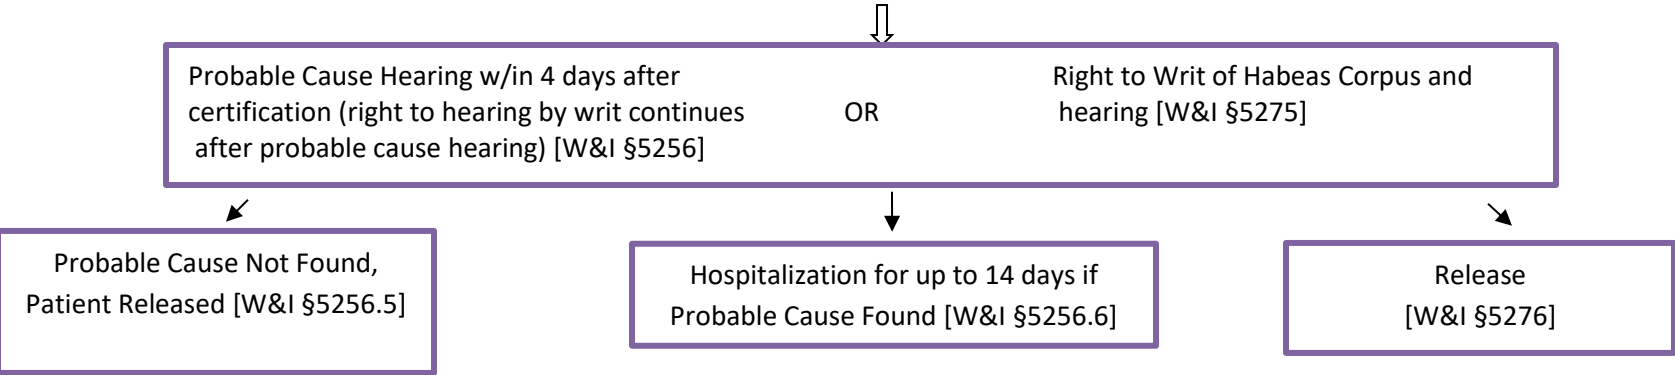 Probable Cause Hearing w/in 4 days after
certification (right to hearing by writ continues
after probable cause hearing) [W&I §5256]
OR
Right to Writ of Habeas Corpus and
hearing [W&I §5275]
Probable Cause Not Found,
Patient Released [W&I §5256.5]
Hospitalization for up to 14 days if
Probable Cause Found [W&I §5256.6]
Release
[W&I §5276]